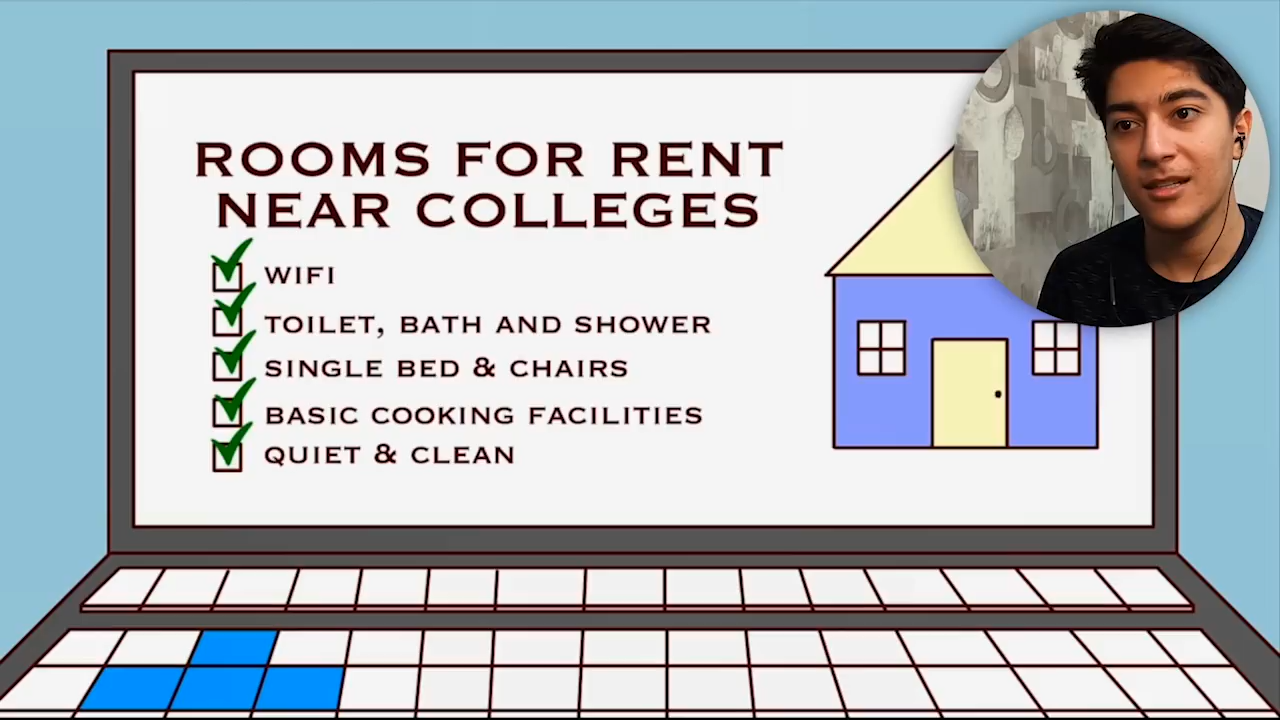 ROOMS FOR RENT
NEAR COLLEGES
WIFI
TOILET, BATH AND SHOWER
SINGLE BED & CHAIRS
BASIC COOKING FACILITIES
QUIET & CLEAN